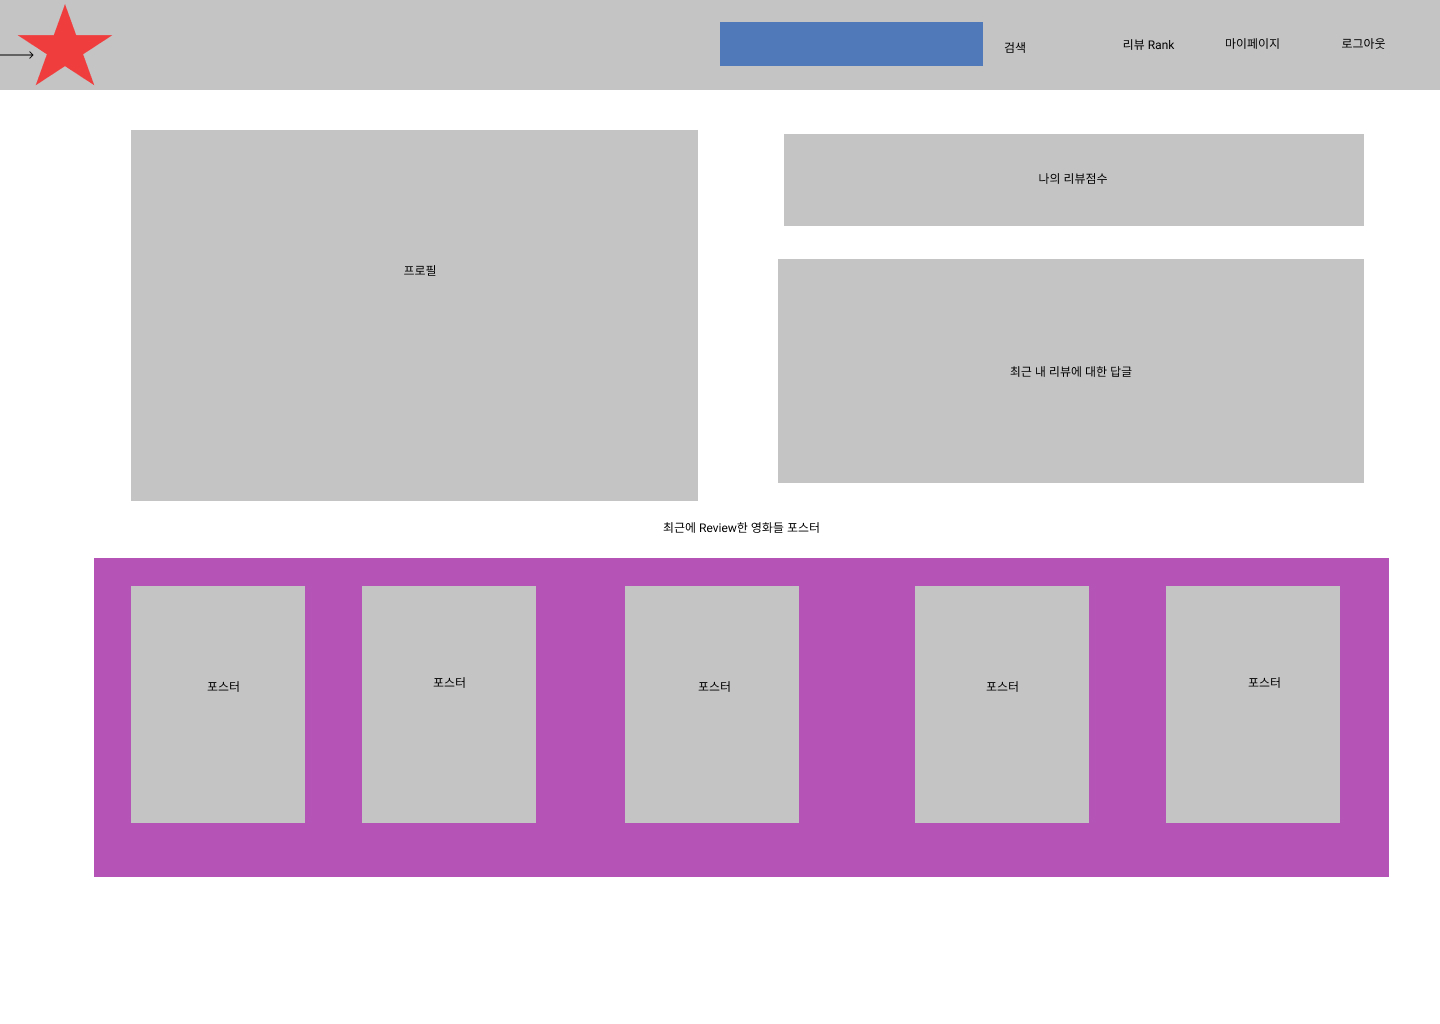 검색
리뷰 Rank
마이페이지
로그아웃
프로필
나의 리뷰점수
최근 내 리뷰에 대한 답글
최근에 Review한 영화들 포스터
포스터
포스터
포스터
포스터
포스터